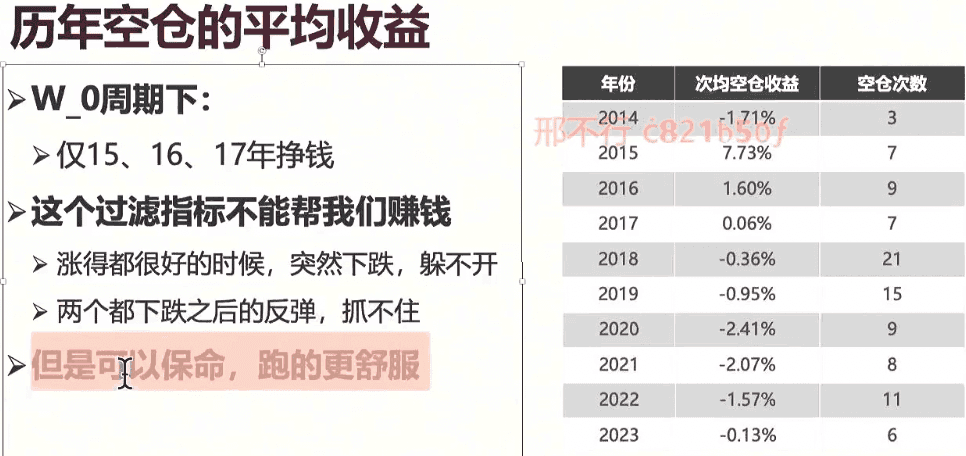 历年空仓的平均收益
W_0周期下：
仅15、16、17年挣钱
这个过滤指标不能帮我们赚钱
涨得都很好的时候，突然下跌，躲不开
两个都下跌之后的反弹，抓不住
但是可以保命，跑的更舒服
年份 次均空仓收益 空仓次数
2014 -1.71% 3
邢不行 c821b5of
2015 7.73% 7
2016 1.60% 9
2017 0.06% 7
2018 -0.36% 21
2019 -0.95% 15
2020 -2.41% 9
2021 -2.07% 8
2022 -1.57% 11
2023 -0.13% 6